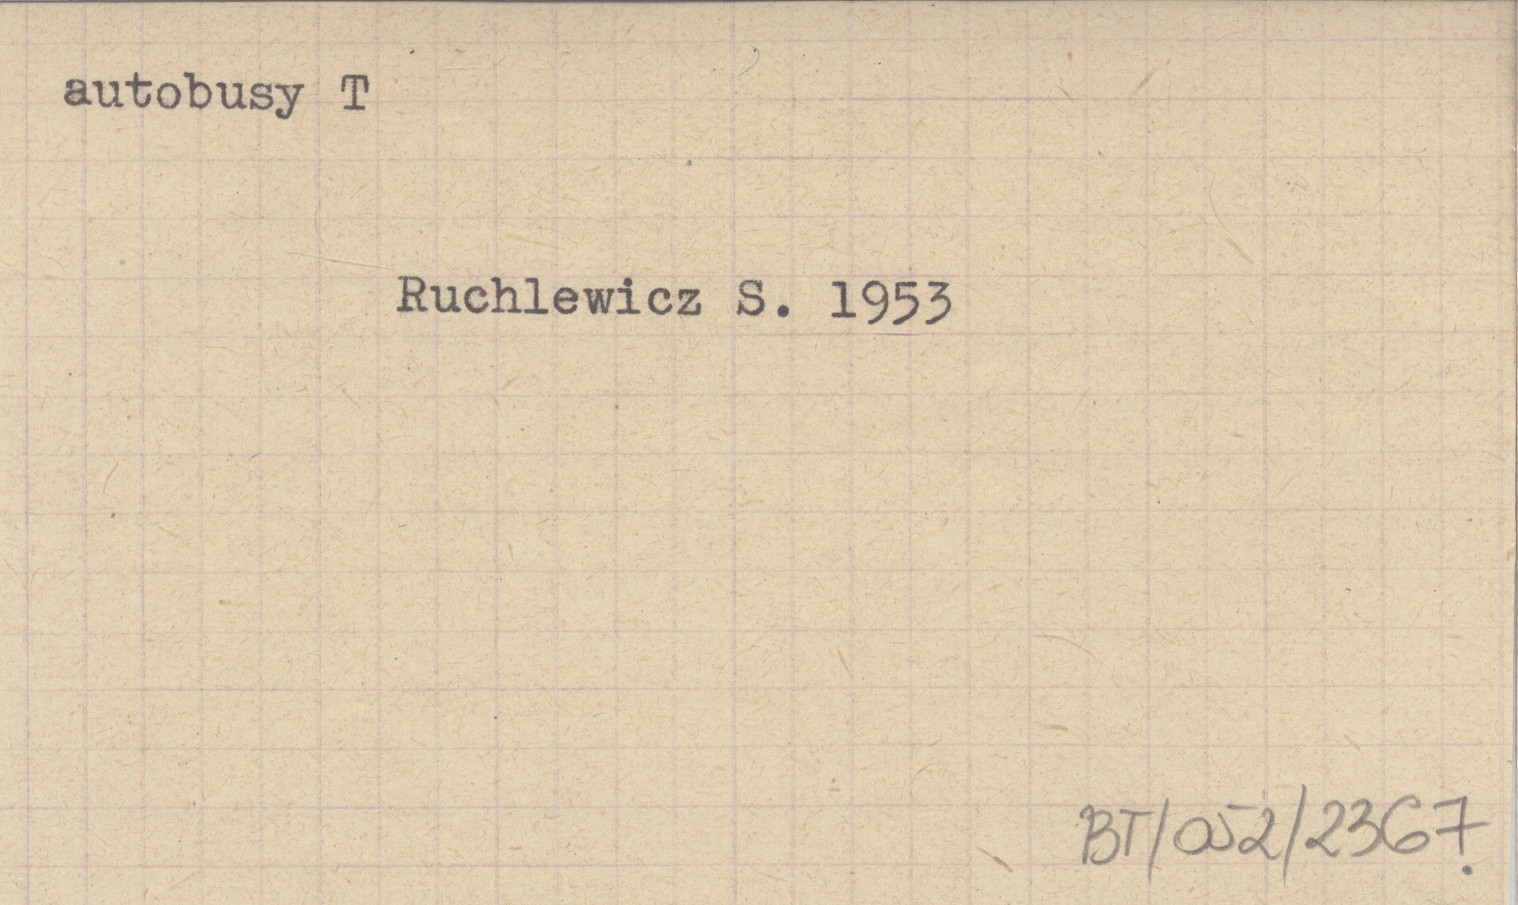 autobusy T
Ruchlewicz S. 1953
BT/052/2367.